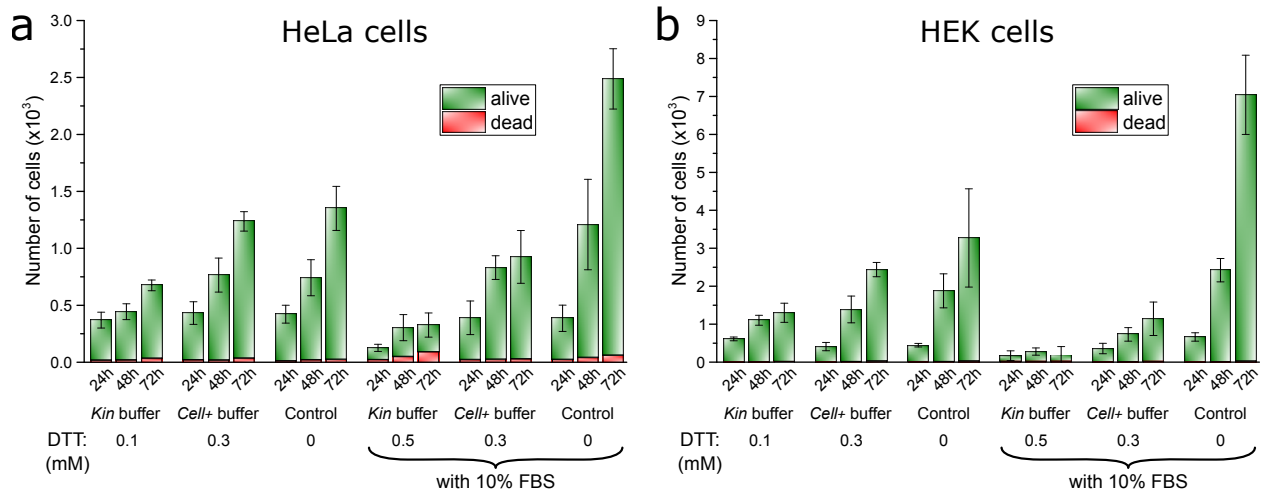 a
HeLa cells
Number of cells (x10³)
3.0
2.5
2.0
1.5
1.0
0.5
0.0
alive
dead
24h 48h 72h 24h 48h 72h 24h 48h 72h 24h 48h 72h 24h 48h 72h 24h 48h 72h
Kin buffer Cell+ buffer Control Kin buffer Cell+ buffer Control
DTT: 0.1 0.3 0 0.5 0.3 0
(mM)
with 10% FBS
b
HEK cells
Number of cells (x10³)
9
8
7
6
5
4
3
2
1
0
alive
dead
24h 48h 72h 24h 48h 72h 24h 48h 72h 24h 48h 72h 24h 48h 72h 24h 48h 72h
Kin buffer Cell+ buffer Control Kin buffer Cell+ buffer Control
DTT: 0.1 0.3 0 0.5 0.3 0
(mM)
with 10% FBS